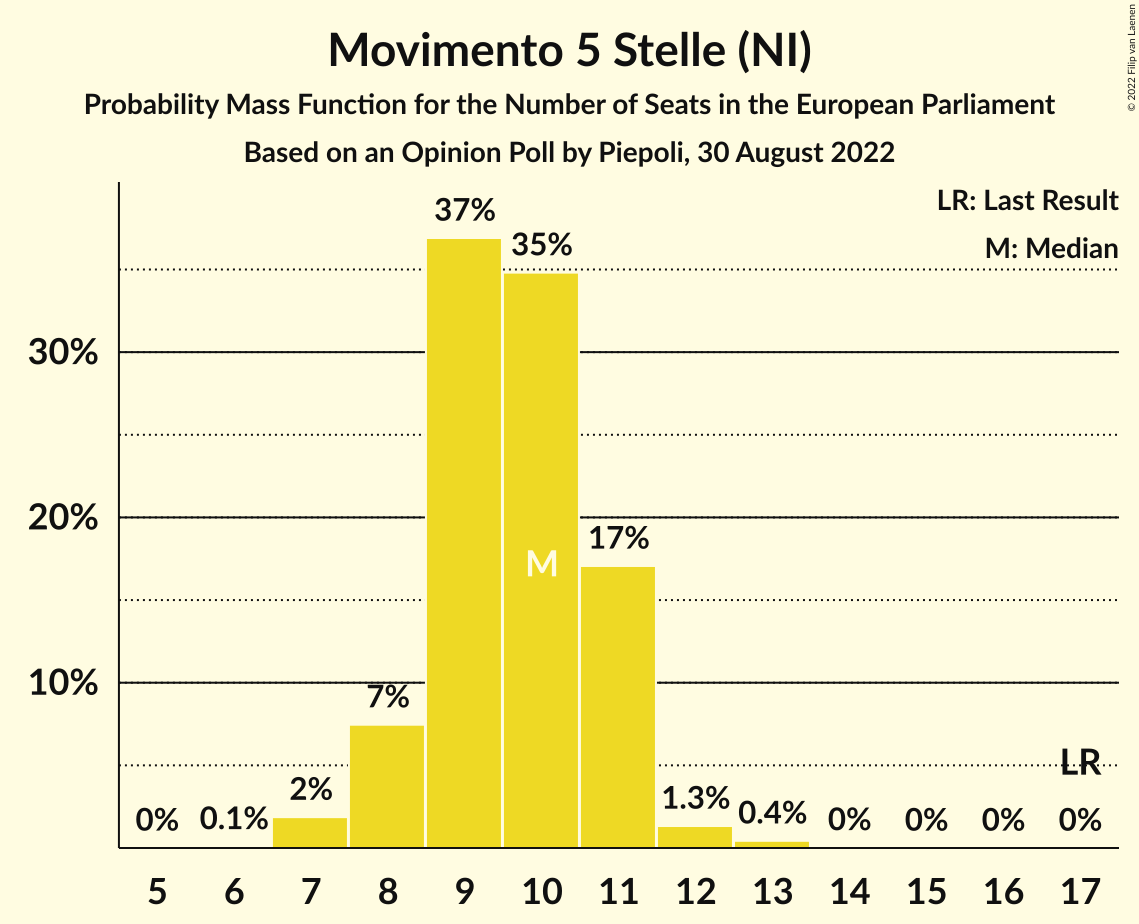 Movimento 5 Stelle (NI)
Probability Mass Function for the Number of Seats in the European Parliament
Based on an Opinion Poll by Piepoli, 30 August 2022
© 2022 Filip van Laenen
LR: Last Result
M: Median
37%
35%
30%
20%
17%
M
10%
7%
LR
2%
1.3%
0.4%
0%
0.1%
0%
0%
0%
0%
5 6 7 8 9 10 11 12 13 14 15 16 17